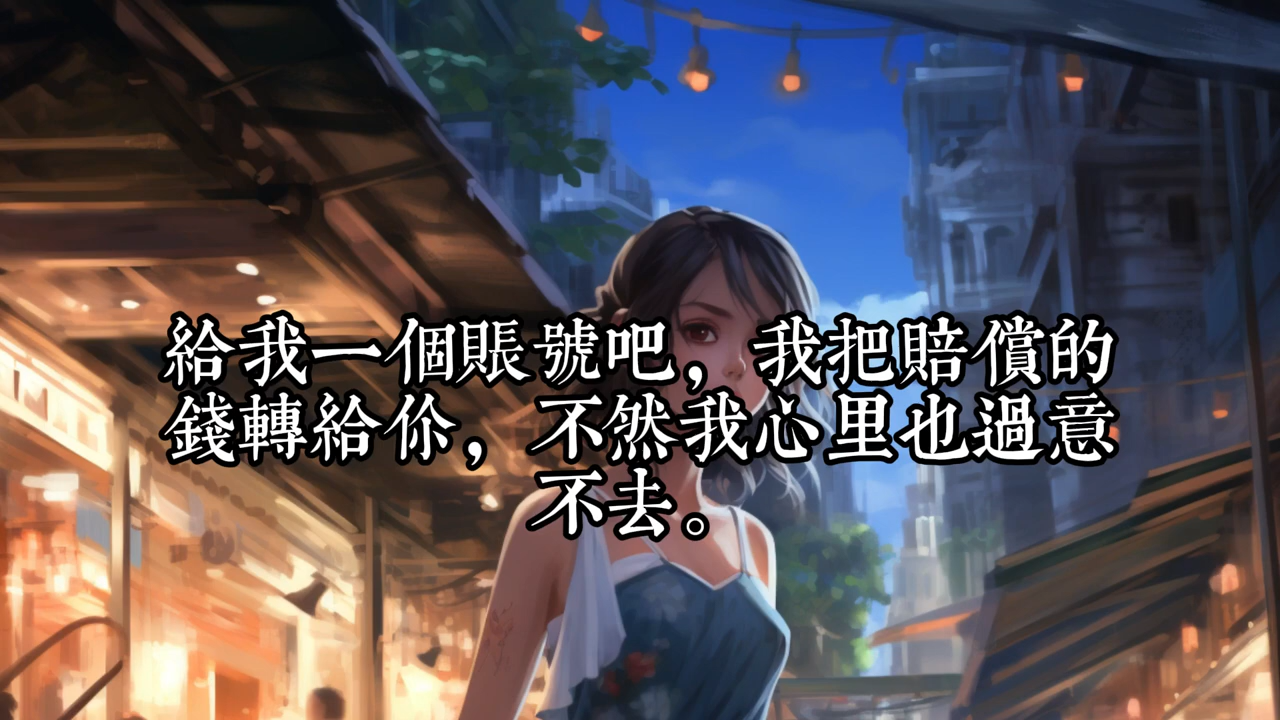 給我一個賬號吧，我把賠償的
錢轉給你，不然我心里也過意
不去。